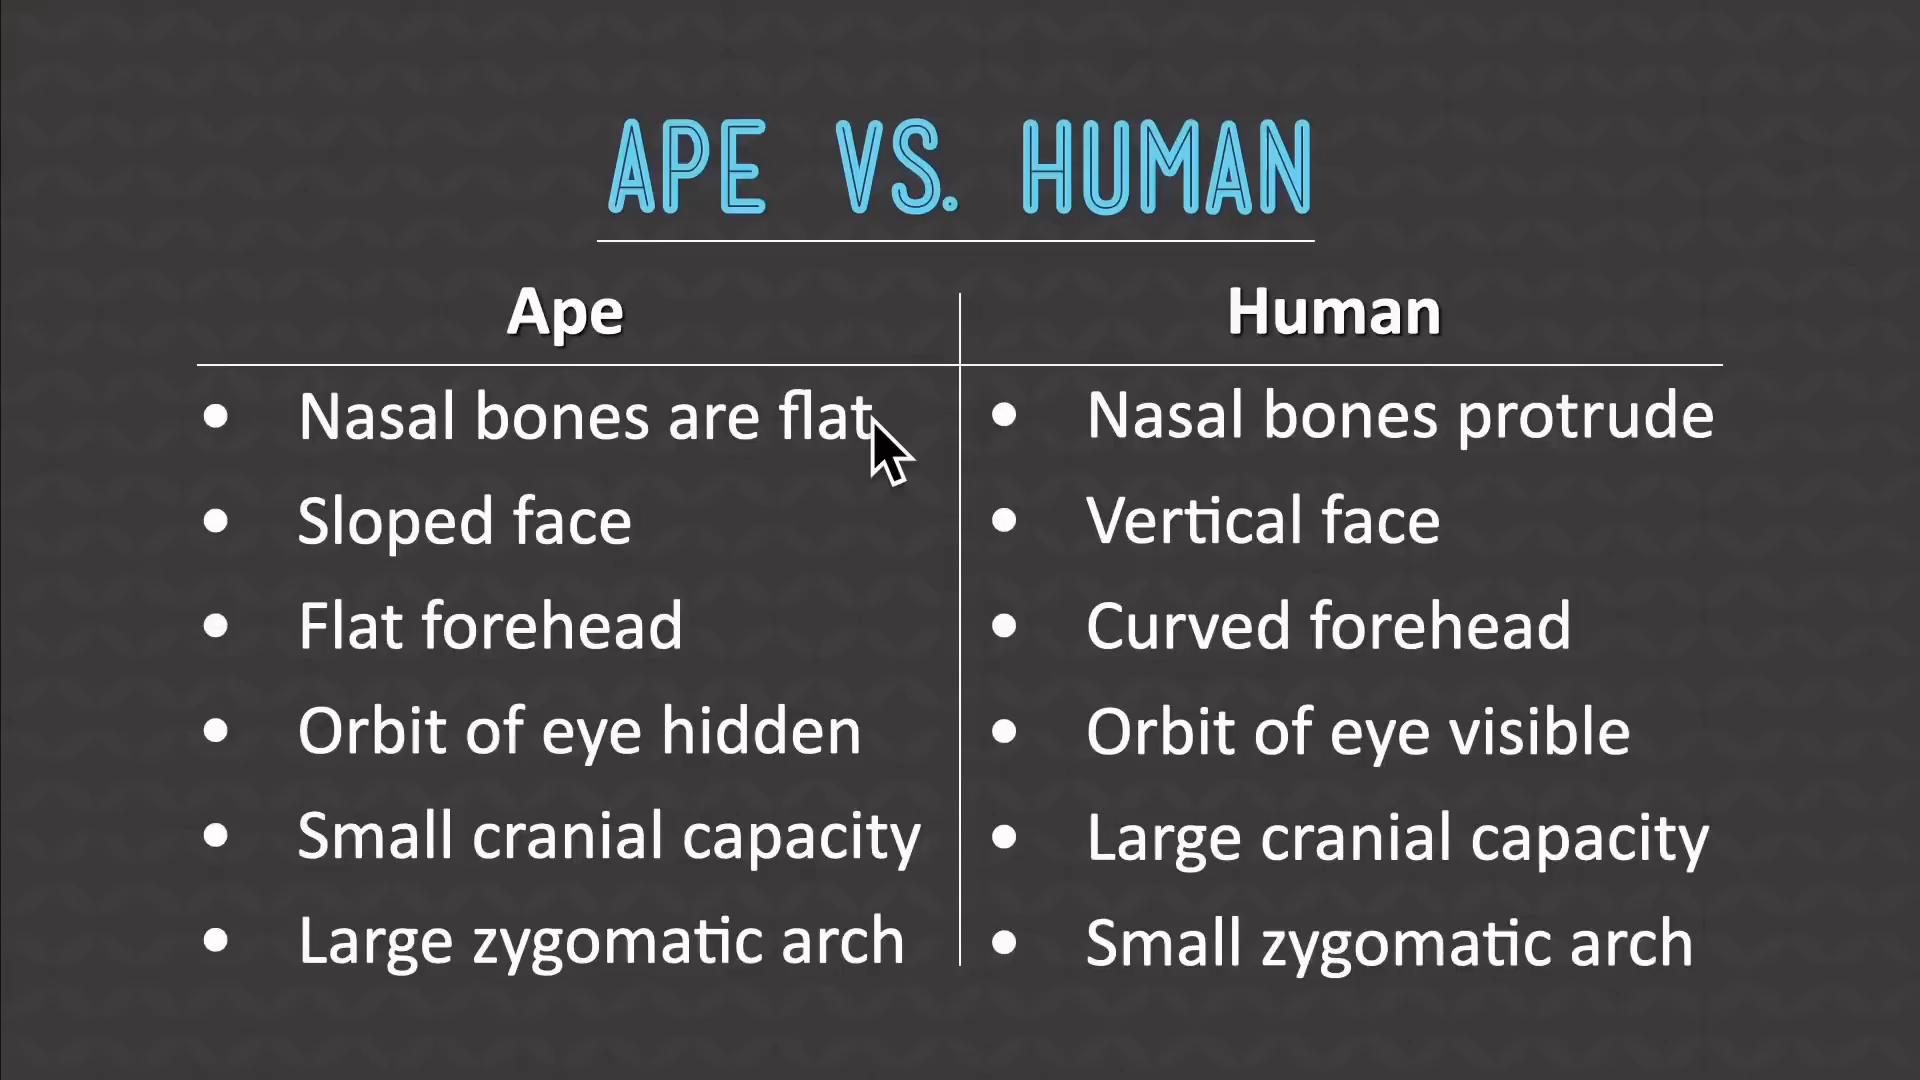 APE VS. HUMAN
Ape
Human
• Nasal bones are flat
• Sloped face
• Flat forehead
• Orbit of eye hidden
• Small cranial capacity
• Large zygomatic arch
• Nasal bones protrude
• Vertical face
• Curved forehead
• Orbit of eye visible
• Large cranial capacity
• Small zygomatic arch